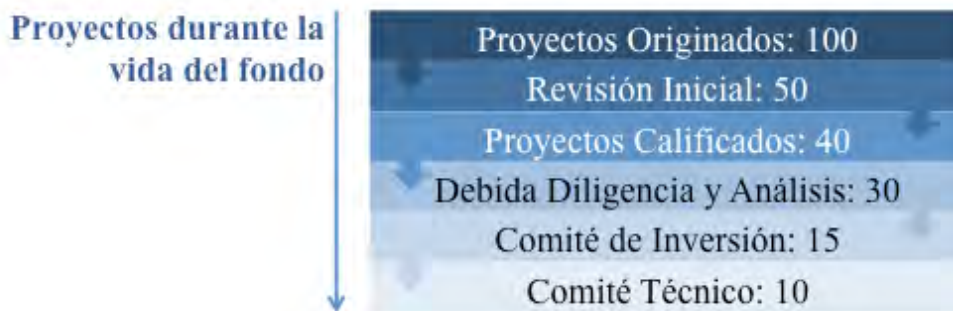 Proyectos durante la
vida del fondo
Proyectos Originados: 100
Revisión Inicial: 50
Proyectos Calificados: 40
Debida Diligencia y Análisis: 30
Comité de Inversión: 15
Comité Técnico: 10